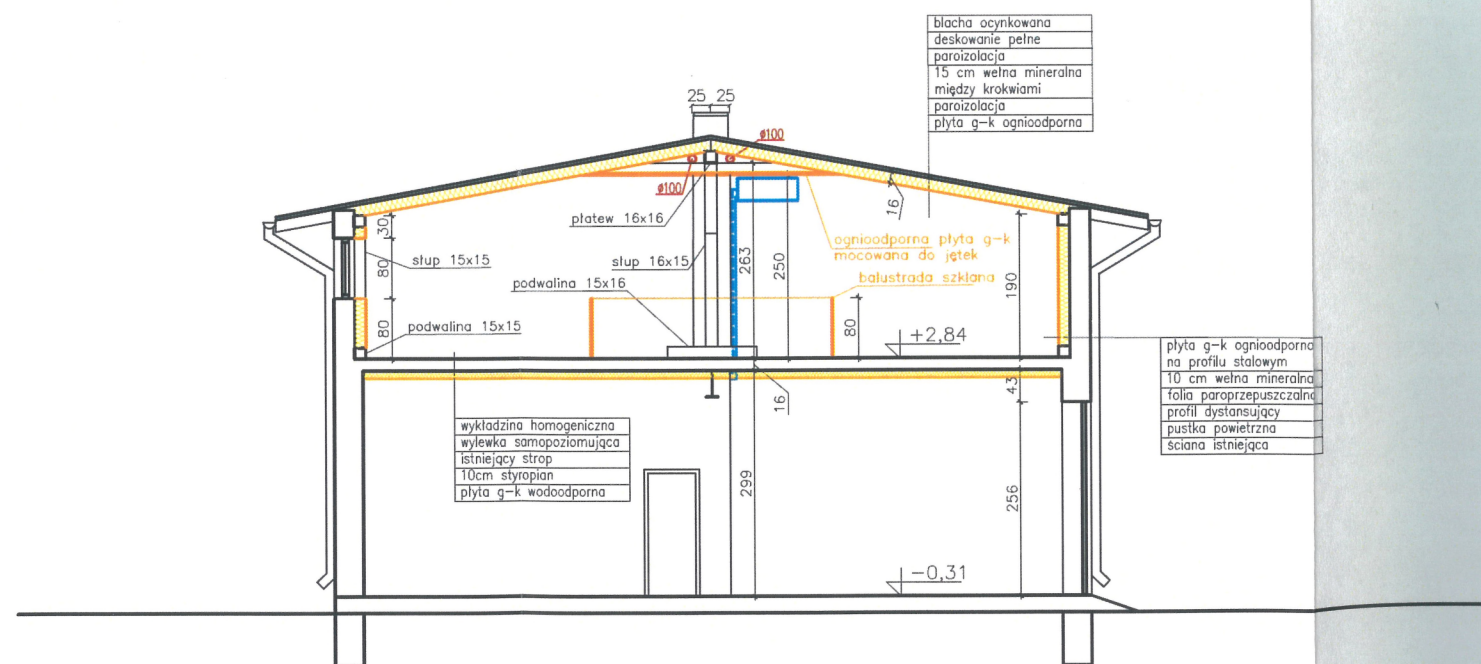 blacha ocynkowana
deskowanie pełne
paroizolacja
15 cm wełna mineralna
między krokwiami
paroizolacja
płyta g-k ognioodporna
25 25
ø100
ø100
16
płatew 16x16
30
słup 15x15
80
słup 16x15
263
250
ognioodporna płyta g-k
mocowana do jętek
190
podwalina 15x16
balustrada szklana
80
podwalina 15x15
80
+2,84
płyta g-k ognioodporna
na profilu stalowym
10 cm wełna mineralna
folia paroprzepuszczalna
profil dystansujący
pustka powietrzna
ściana istniejąca
43
16
wykładzina homogeniczna
wylewka samopoziomująca
istniejący strop
10cm styropian
płyta g-k wodoodporna
299
256
-0,31